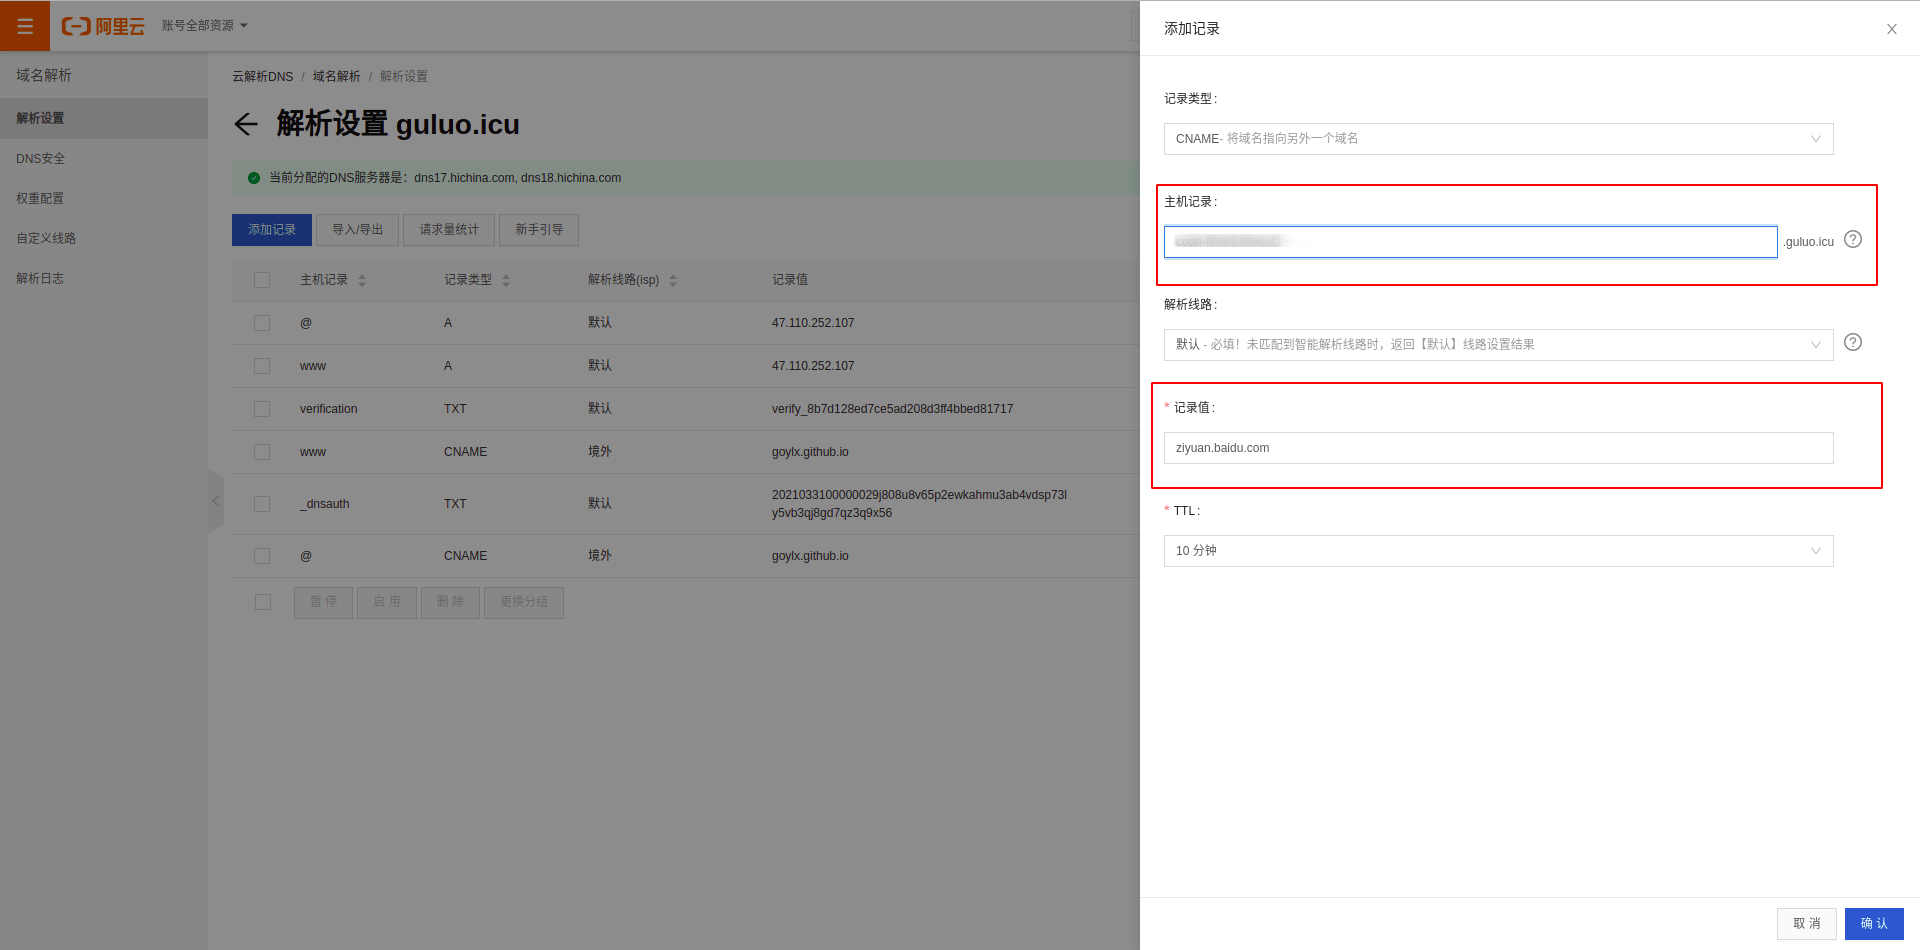 阿里云
账号全部资源
域名解析
解析设置
DNS安全
权重配置
自定义线路
解析日志
云解析DNS / 域名解析 / 解析设置
解析设置 guluo.icu
当前分配的DNS服务器是：dns17.hichina.com, dns18.hichina.com
添加记录 导入/导出 请求量统计 新手引导
主机记录 记录类型 解析线路(isp) 记录值
@ A 默认 47.110.252.107
www A 默认 47.110.252.107
verification TXT 默认 verify_8b7d128ed7ce5ad208d3ff4bbed81717
www CNAME 境外 goylx.github.io
_dnsauth TXT 默认 2021033100000029j808u8v65p2ewkahmu3ab4vdsp73l
y5vb3qj8gd7qz3q9x56
@ CNAME 境外 goylx.github.io
暂 停 启 用 删 除 更换分组
添加记录
记录类型：
CNAME- 将域名指向另外一个域名
主机记录：
.guluo.icu
解析线路：
默认 - 必填！未匹配到智能解析线路时，返回【默认】线路设置结果
* 记录值：
ziyuan.baidu.com
* TTL：
10 分钟
取 消 确 认